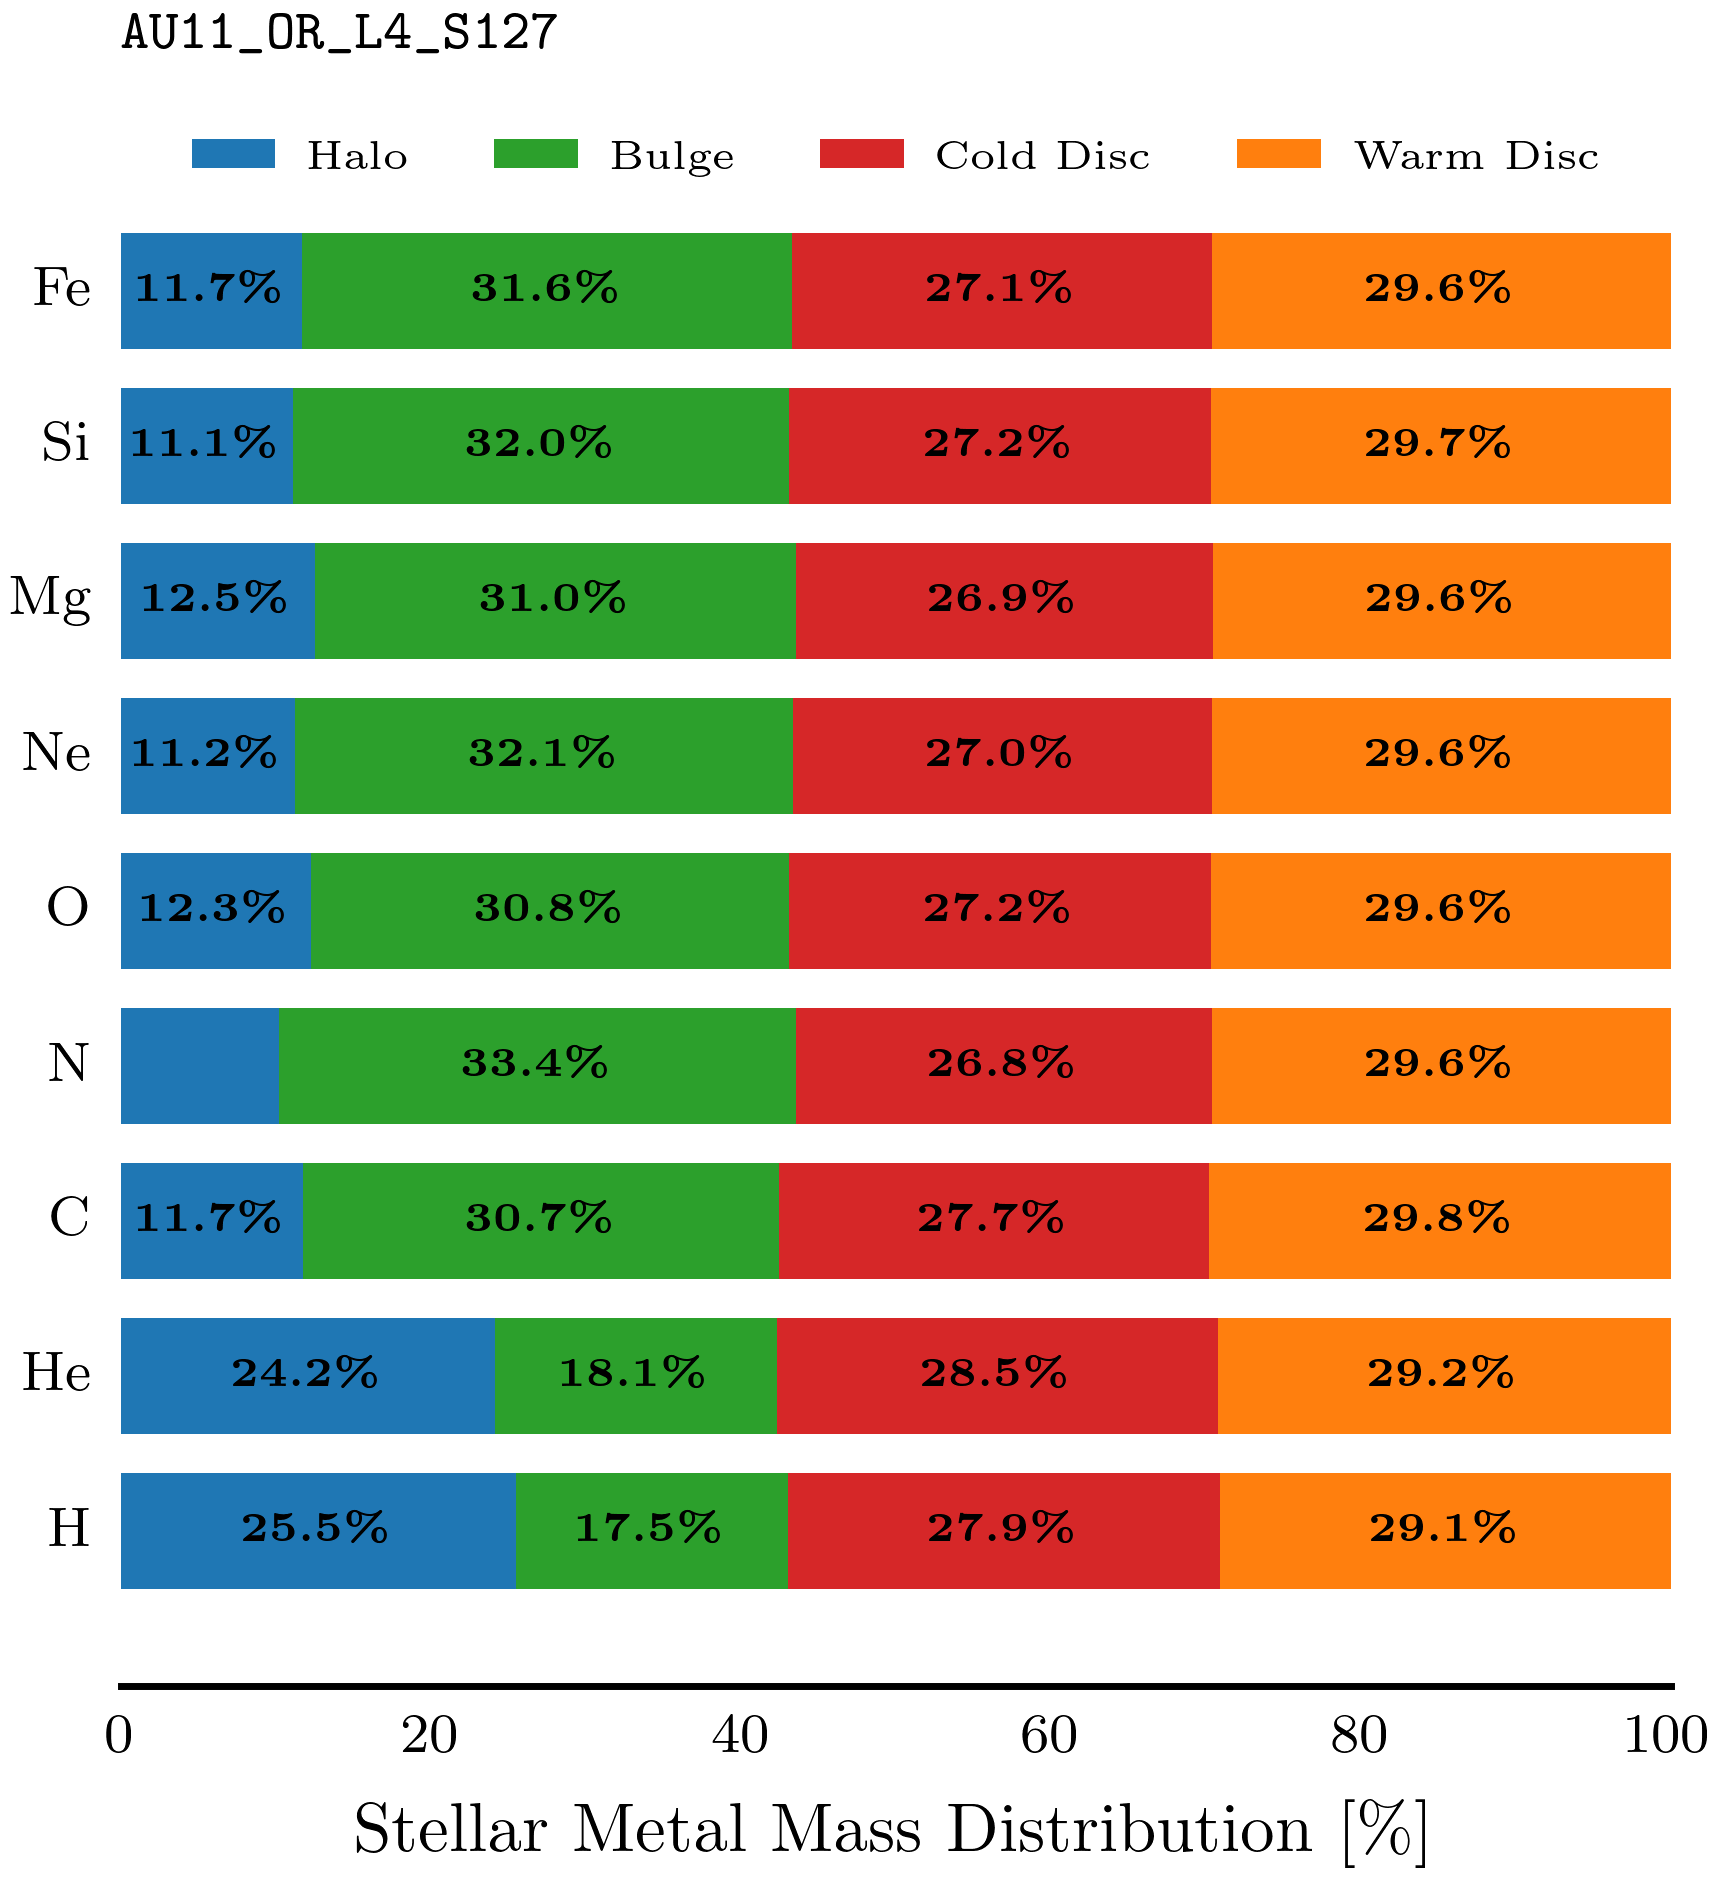 AU11_OR_L4_S127
Halo Bulge Cold Disc Warm Disc
Fe 11.7% 31.6% 27.1% 29.6%
Si 11.1% 32.0% 27.2% 29.7%
Mg 12.5% 31.0% 26.9% 29.6%
Ne 11.2% 32.1% 27.0% 29.6%
O 12.3% 30.8% 27.2% 29.6%
N 33.4% 26.8% 29.6%
C 11.7% 30.7% 27.7% 29.8%
He 24.2% 18.1% 28.5% 29.2%
H 25.5% 17.5% 27.9% 29.1%
0 20 40 60 80 100
Stellar Metal Mass Distribution [%]